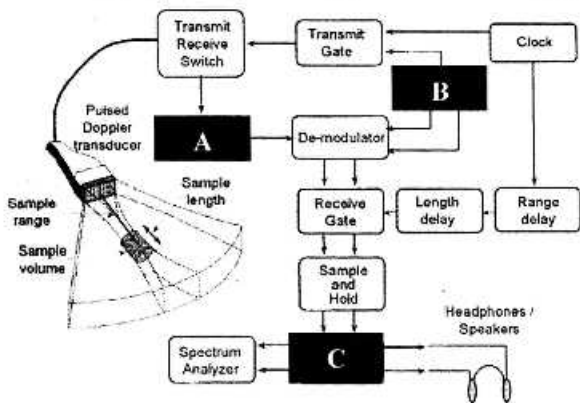 Transmit
Receive
Switch
Transmit
Gate
Clock
B
Pulsed
Doppler
transducer
A
De-modulator
Sample
length
Sample
range
Receive
Gate
Length
delay
Range
delay
Sample
volume
Sample
and
Hold
Headphones /
Speakers
Spectrum
Analyzer
C